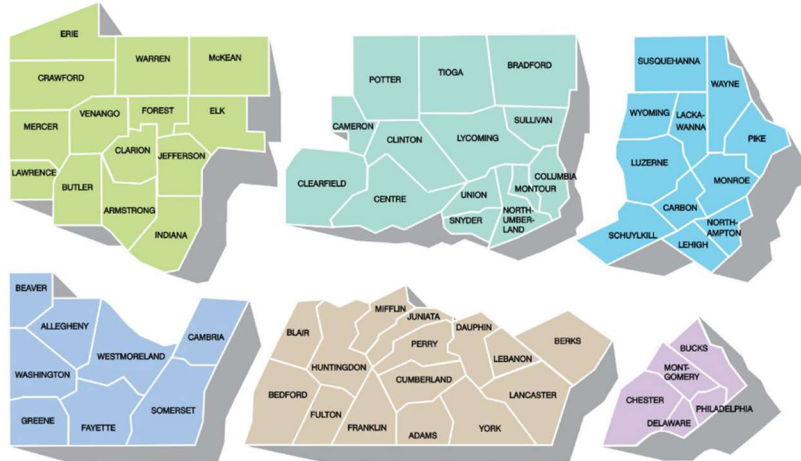 ERIE
WARREN
McKEAN
CRAWFORD
VENANGO
FOREST
ELK
MERCER
CLARION
JEFFERSON
LAWRENCE
BUTLER
ARMSTRONG
INDIANA
POTTER
TIOGA
BRADFORD
CAMERON
CLINTON
LYCOMING
SULLIVAN
CLEARFIELD
CENTRE
UNION
MONTOUR
COLUMBIA
SNYDER
NORTH-
UMBER-
LAND
SUSQUEHANNA
WAYNE
WYOMING
LACKA-
WANNA
PIKE
LUZERNE
MONROE
CARBON
NORTH-
AMPTON
SCHUYLKILL
LEHIGH
BEAVER
ALLEGHENY
WESTMORELAND
CAMBRIA
WASHINGTON
GREENE
FAYETTE
SOMERSET
MIFFLIN
JUNIATA
BLAIR
PERRY
DAUPHIN
BERKS
HUNTINGDON
LEBANON
BEDFORD
CUMBERLAND
LANCASTER
FULTON
FRANKLIN
ADAMS
YORK
BUCKS
MONT-
GOMERY
CHESTER
PHILADELPHIA
DELAWARE